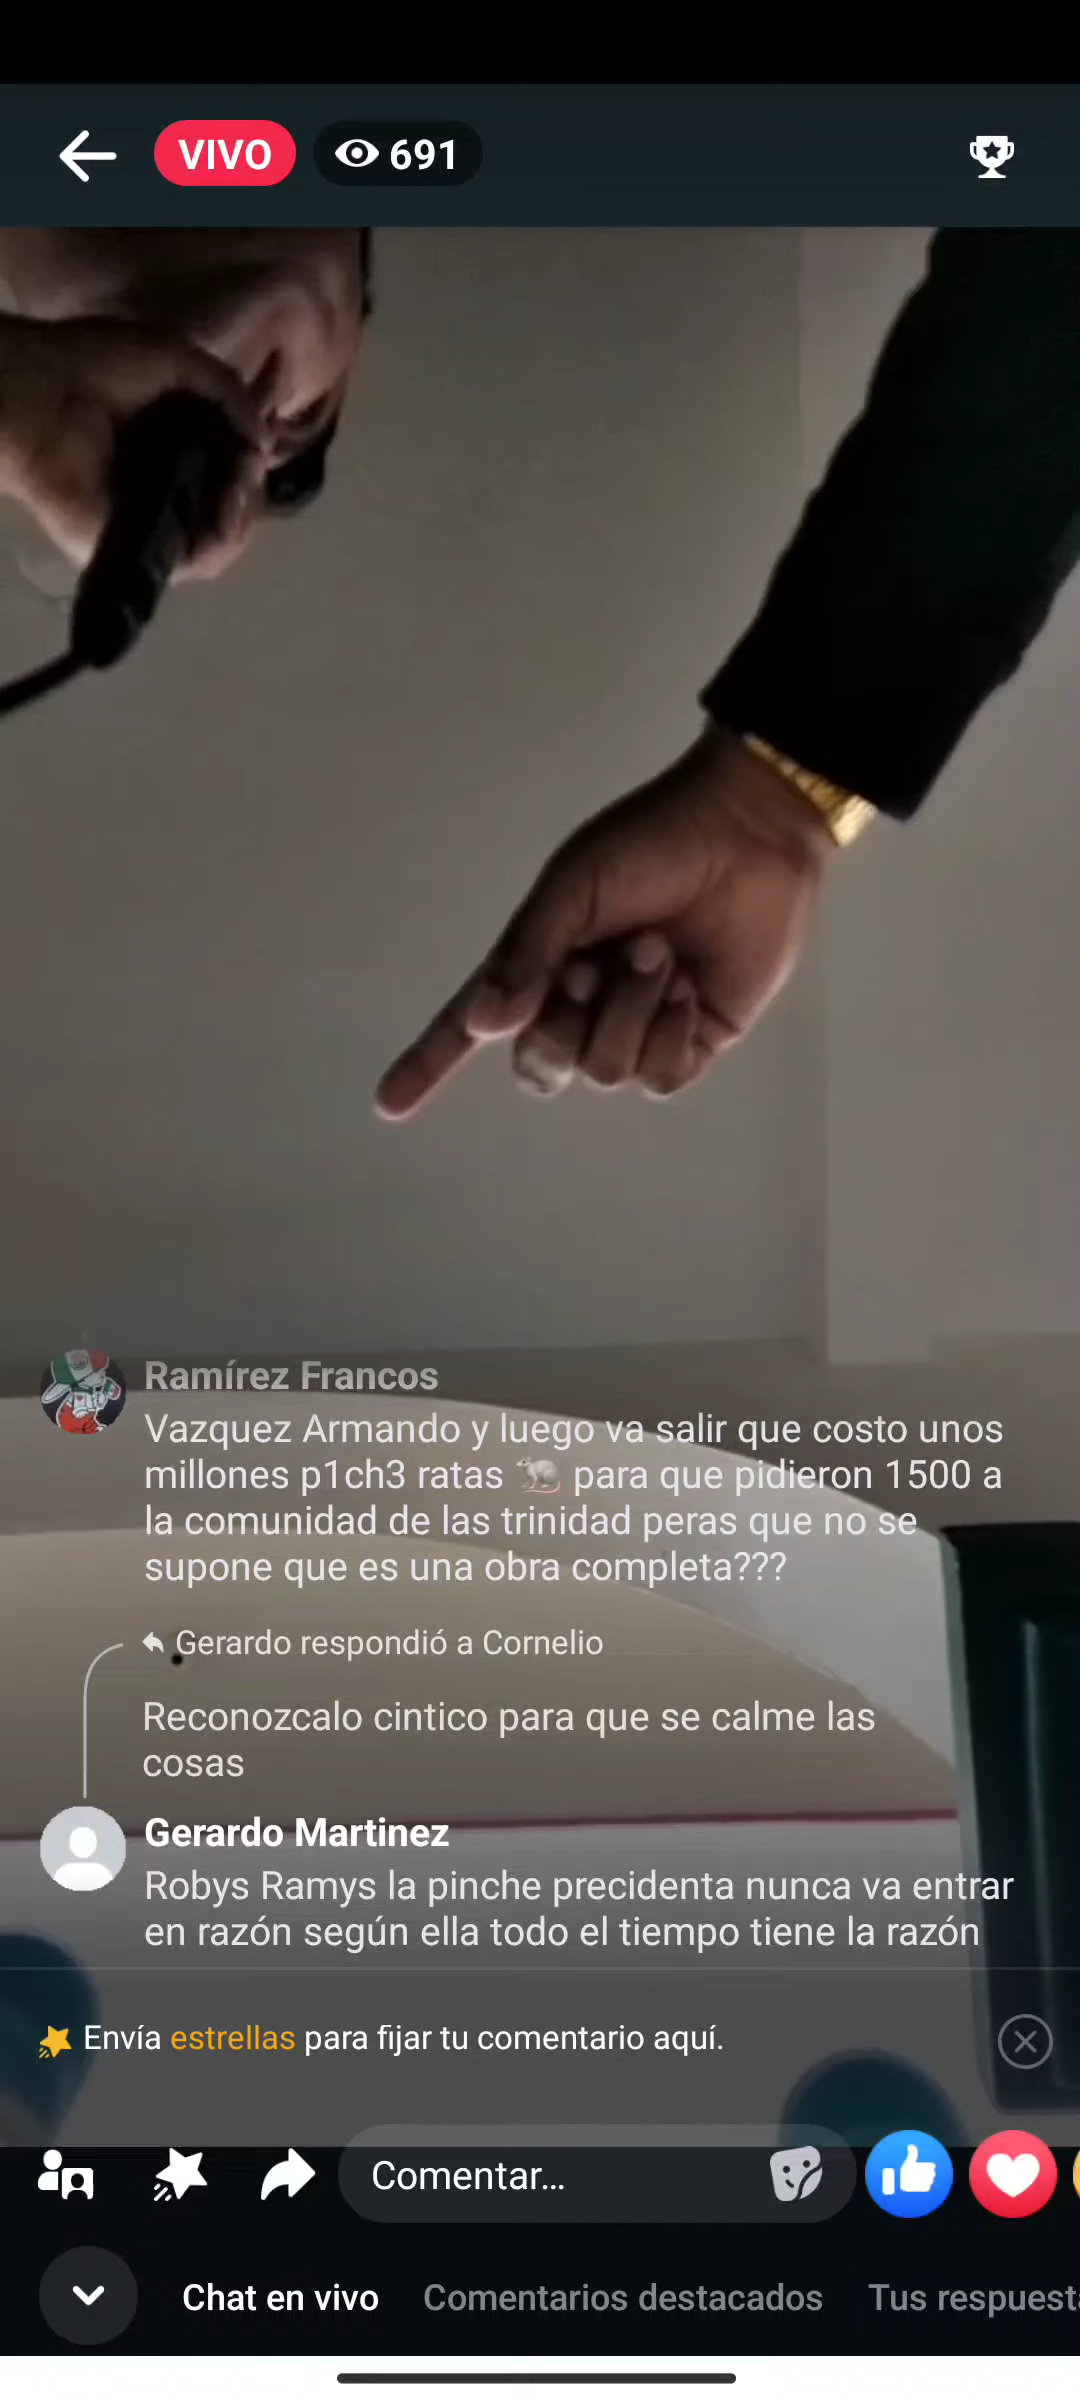 VIVO
691
Ramírez Francos
Vazquez Armando y luego va salir que costo unos
millones p1ch3 ratas 🐀 para que pidieron 1500 a
la comunidad de las trinidad peras que no se
supone que es una obra completa???
Gerardo respondió a Cornelio
Reconozcalo cintico para que se calme las
cosas
Gerardo Martinez
Robys Ramys la pinche precidenta nunca va entrar
en razón según ella todo el tiempo tiene la razón
Envía estrellas para fijar tu comentario aquí.
Comentar...
Chat en vivo
Comentarios destacados
Tus respuest